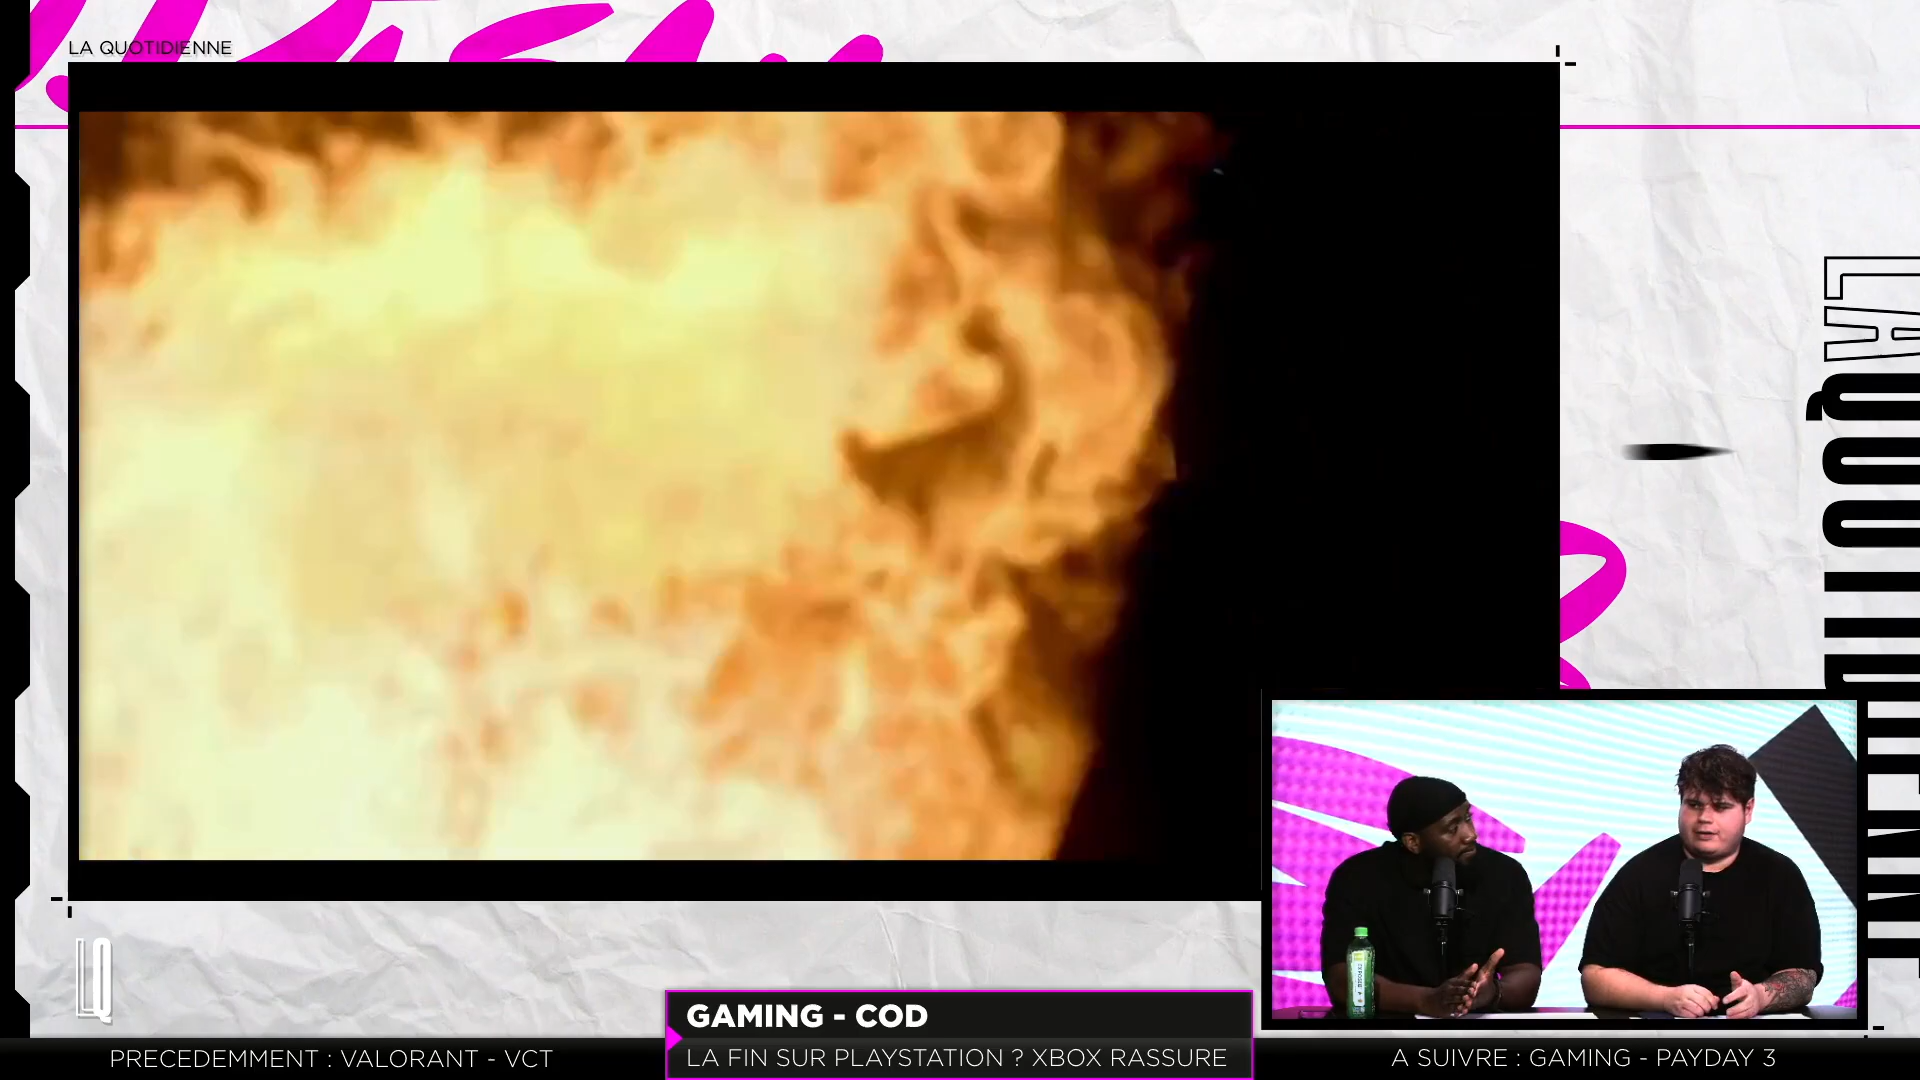 LA QUOTIDIENNE
LA QUOTIDIENNE
LQ
GAMING - COD
LA FIN SUR PLAYSTATION ? XBOX RASSURE
PRECEDEMMENT : VALORANT - VCT
A SUIVRE : GAMING - PAYDAY 3